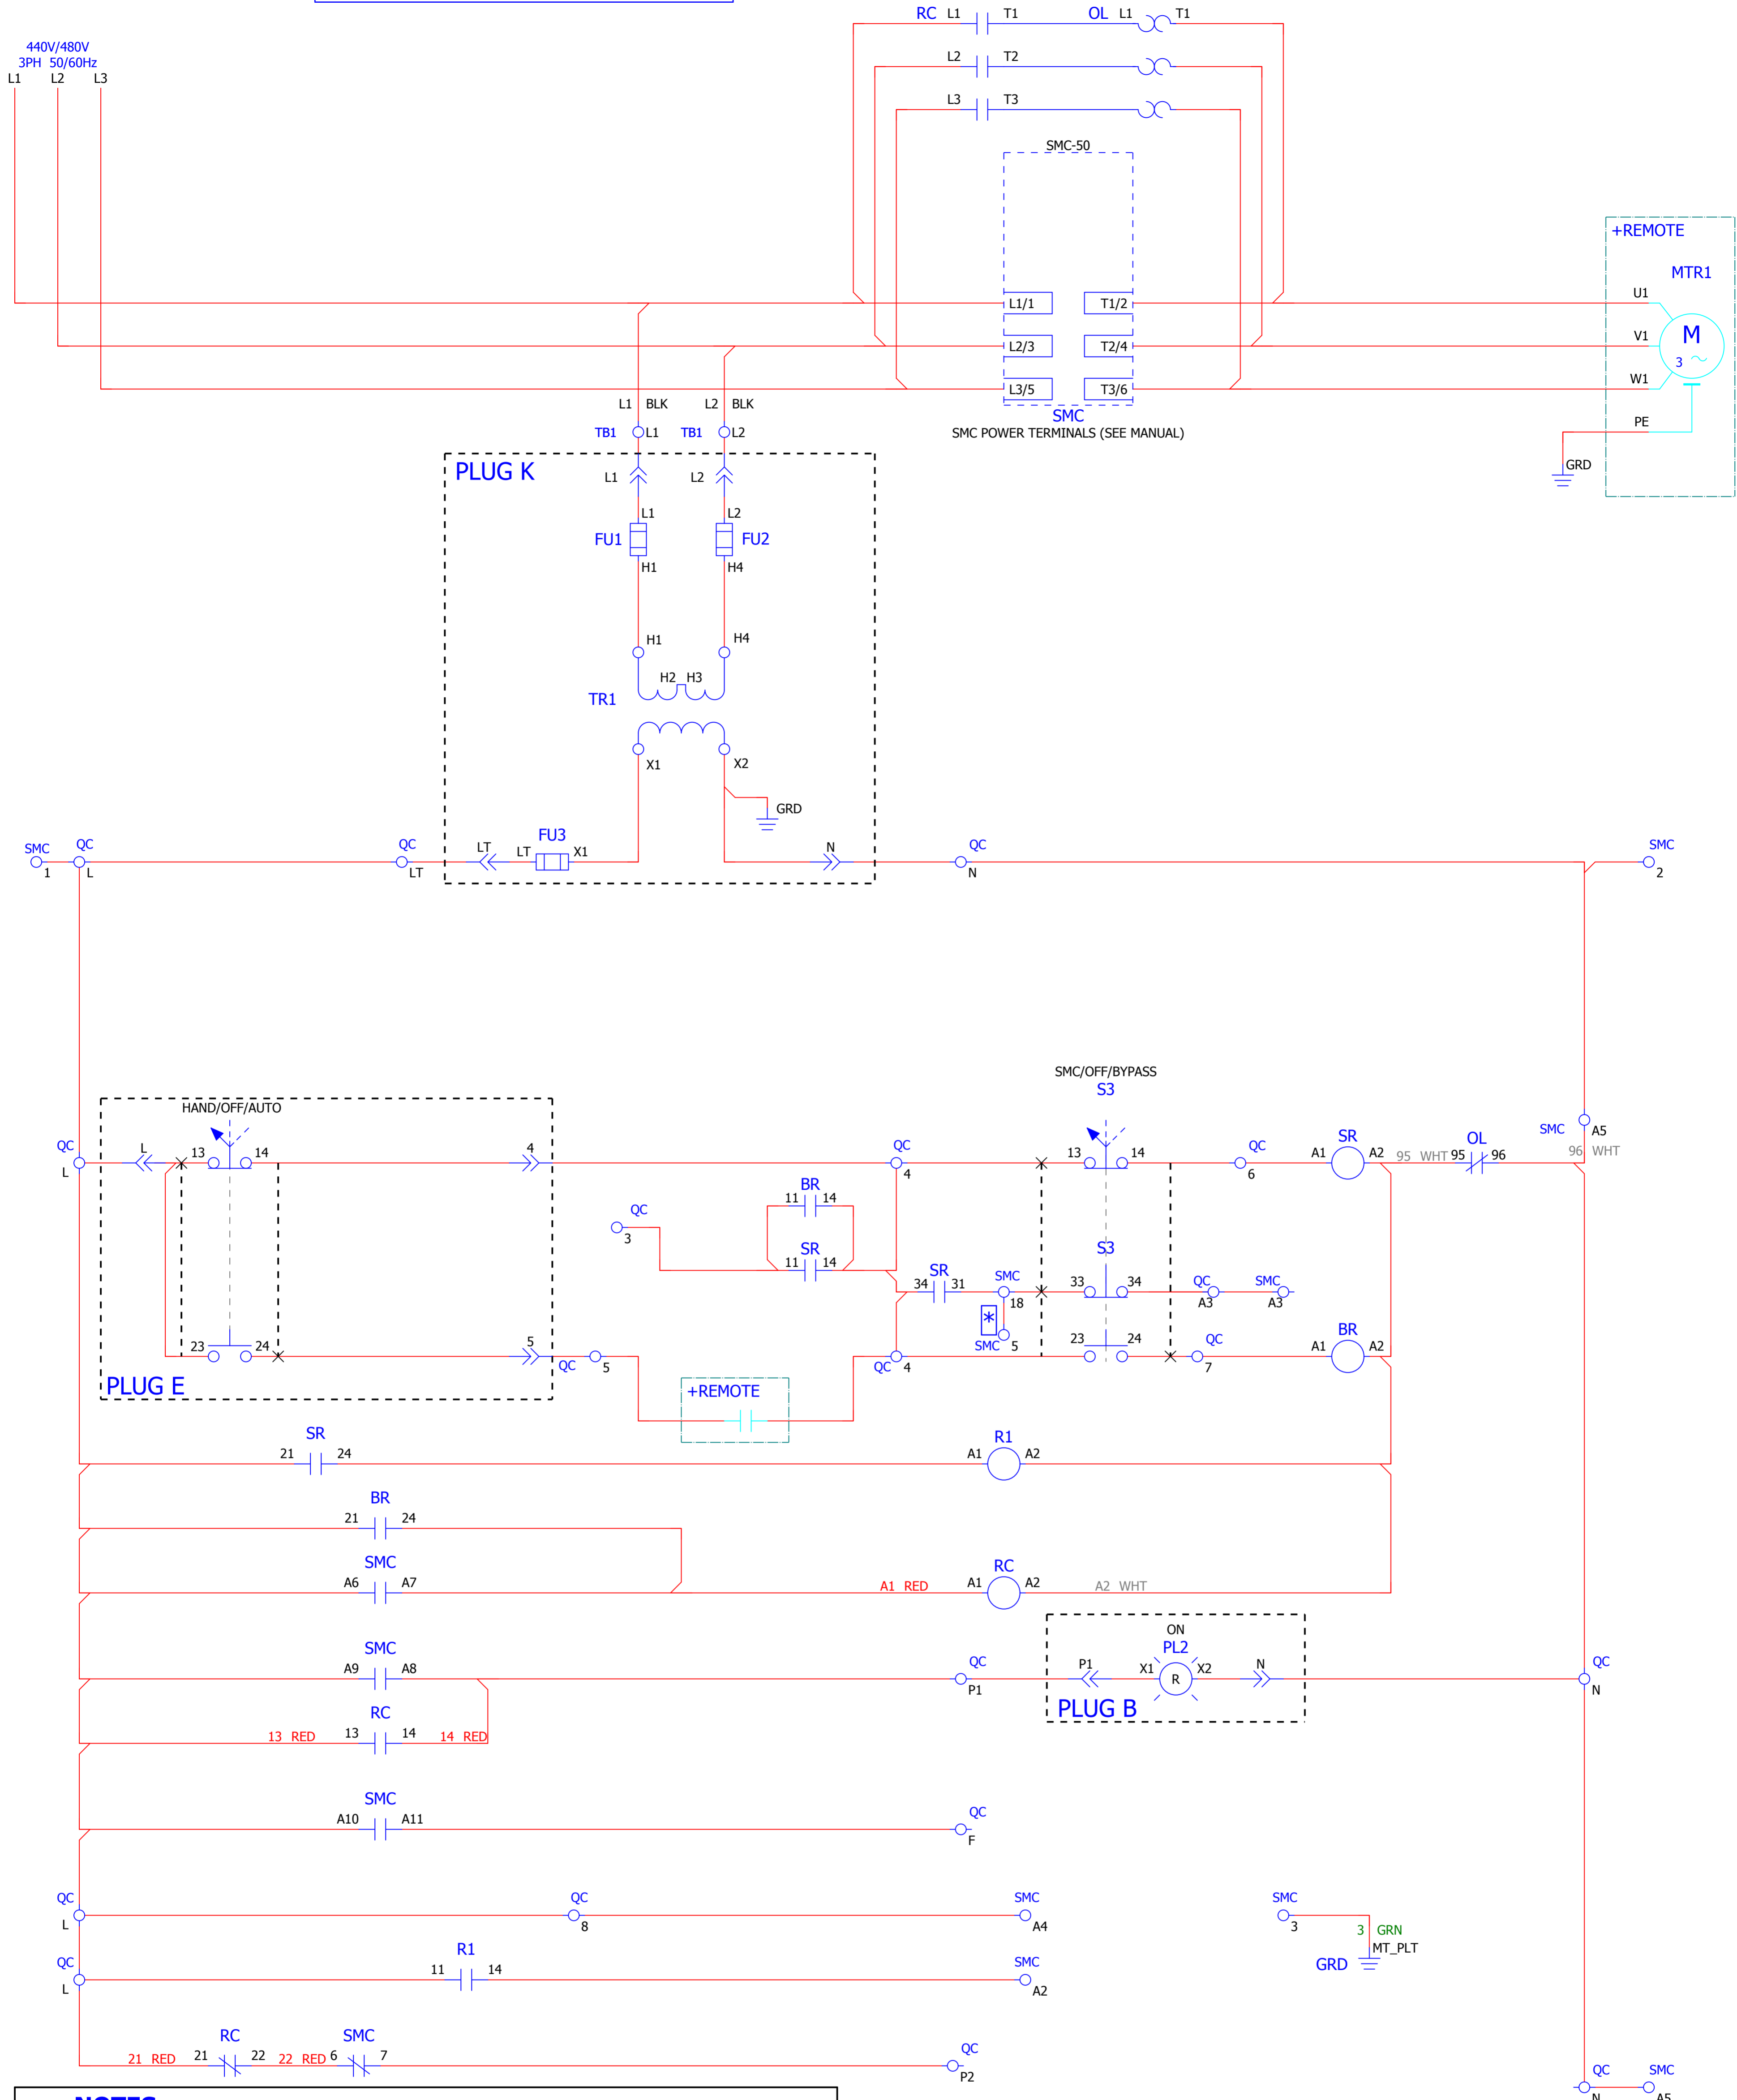 RC L1 T1 OL L1 T1
440V/480V
3PH 50/60Hz
L1 L2 L3
L2 T2
L3 T3
SMC-50
+REMOTE
MTR1
U1
L1/1 T1/2
V1
M
3
L2/3 T2/4
W1
L3/5 T3/6
L1 BLK L2 BLK
SMC
SMC POWER TERMINALS (SEE MANUAL)
PE
TB1 L1 TB1 L2
GRD
PLUG K
L1 L2
L1 L2
FU1 FU2
H1 H4
H1 H4
H2 H3
TR1
X1 X2
GRD
FU3
SMC QC QC LT LT X1 N QC SMC
1 L LT N 2
SMC/OFF/BYPASS
S3
HAND/OFF/AUTO
SMC A5
QC L 13 14 4 QC 13 14 QC SR OL
A1 A2 95 WHT 95 96 96 WHT
L 4 6
BR
11 14
QC
3
SR
11 14
S3
SR
34 31 SMC 33 34 QC SMC
18 A3 A3
*
SMC 5
23 24 5 QC 5 QC 4 23 24 QC 7 BR A1 A2
PLUG E
+REMOTE
SR R1
21 24 A1 A2
BR
21 24
SMC RC
A6 A7 A1 RED A1 A2 A2 WHT
ON
SMC PL2
A9 A8 QC P1 P1 X1 R X2 N QC N
PLUG B
RC
13 RED 13 14 14 RED
SMC
A10 A11 QC
F
QC QC SMC SMC
L 8 A4 3
3 GRN
MT_PLT
GRD
QC R1 SMC
L 11 14 A2
RC SMC
21 RED 21 22 22 RED 6 7 QC
P2
QC SMC
N A5
NOTES